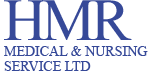 HMR
MEDICAL & NURSING
SERVICE LTD